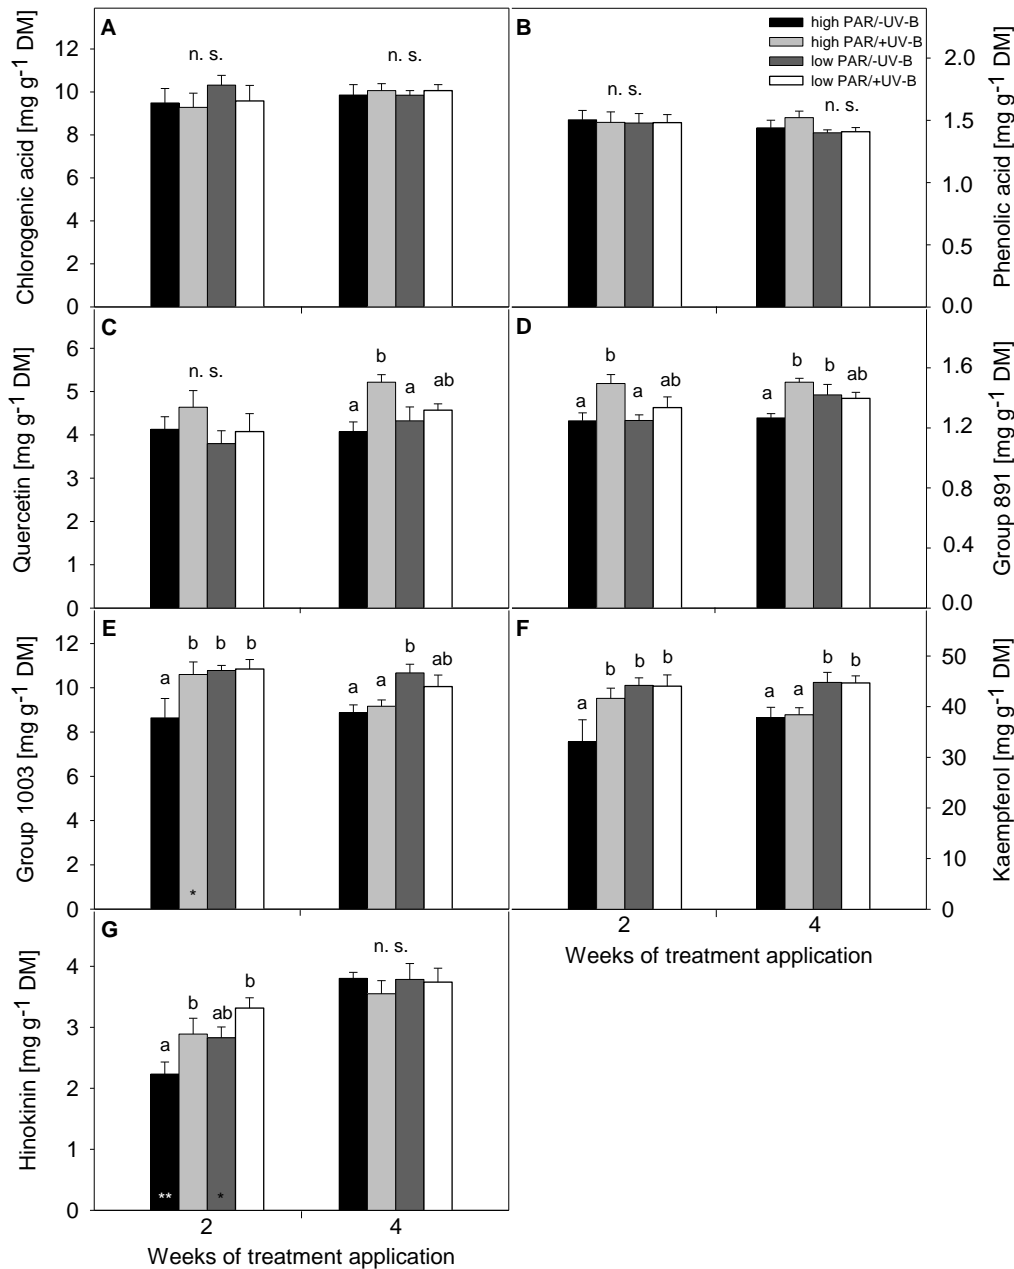 A
Chlorogenic acid [mg g-1 DM]
12
10
8
6
4
2
0
n. s.
n. s.
B
high PAR/-UV-B
high PAR/+UV-B
low PAR/-UV-B
low PAR/+UV-B
n. s.
n. s.
2.0
1.5
1.0
0.5
0.0
Phenolic acid [mg g-1 DM]
C
Quercetin [mg g-1 DM]
6
5
4
3
2
1
0
n. s.
a
b
a
ab
D
a
b
a
ab
a
b
b
ab
1.6
1.2
0.8
0.4
0.0
Group 891 [mg g-1 DM]
E
Group 1003 [mg g-1 DM]
12
10
8
6
4
2
0
a
b
b
b
*
a
a
b
ab
F
a
b
b
b
a
a
b
b
50
40
30
20
10
0
Kaempferol [mg g-1 DM]
2
4
Weeks of treatment application
G
Hinokinin [mg g-1 DM]
4
3
2
1
0
a
b
ab
b
**
*
n. s.
2
4
Weeks of treatment application